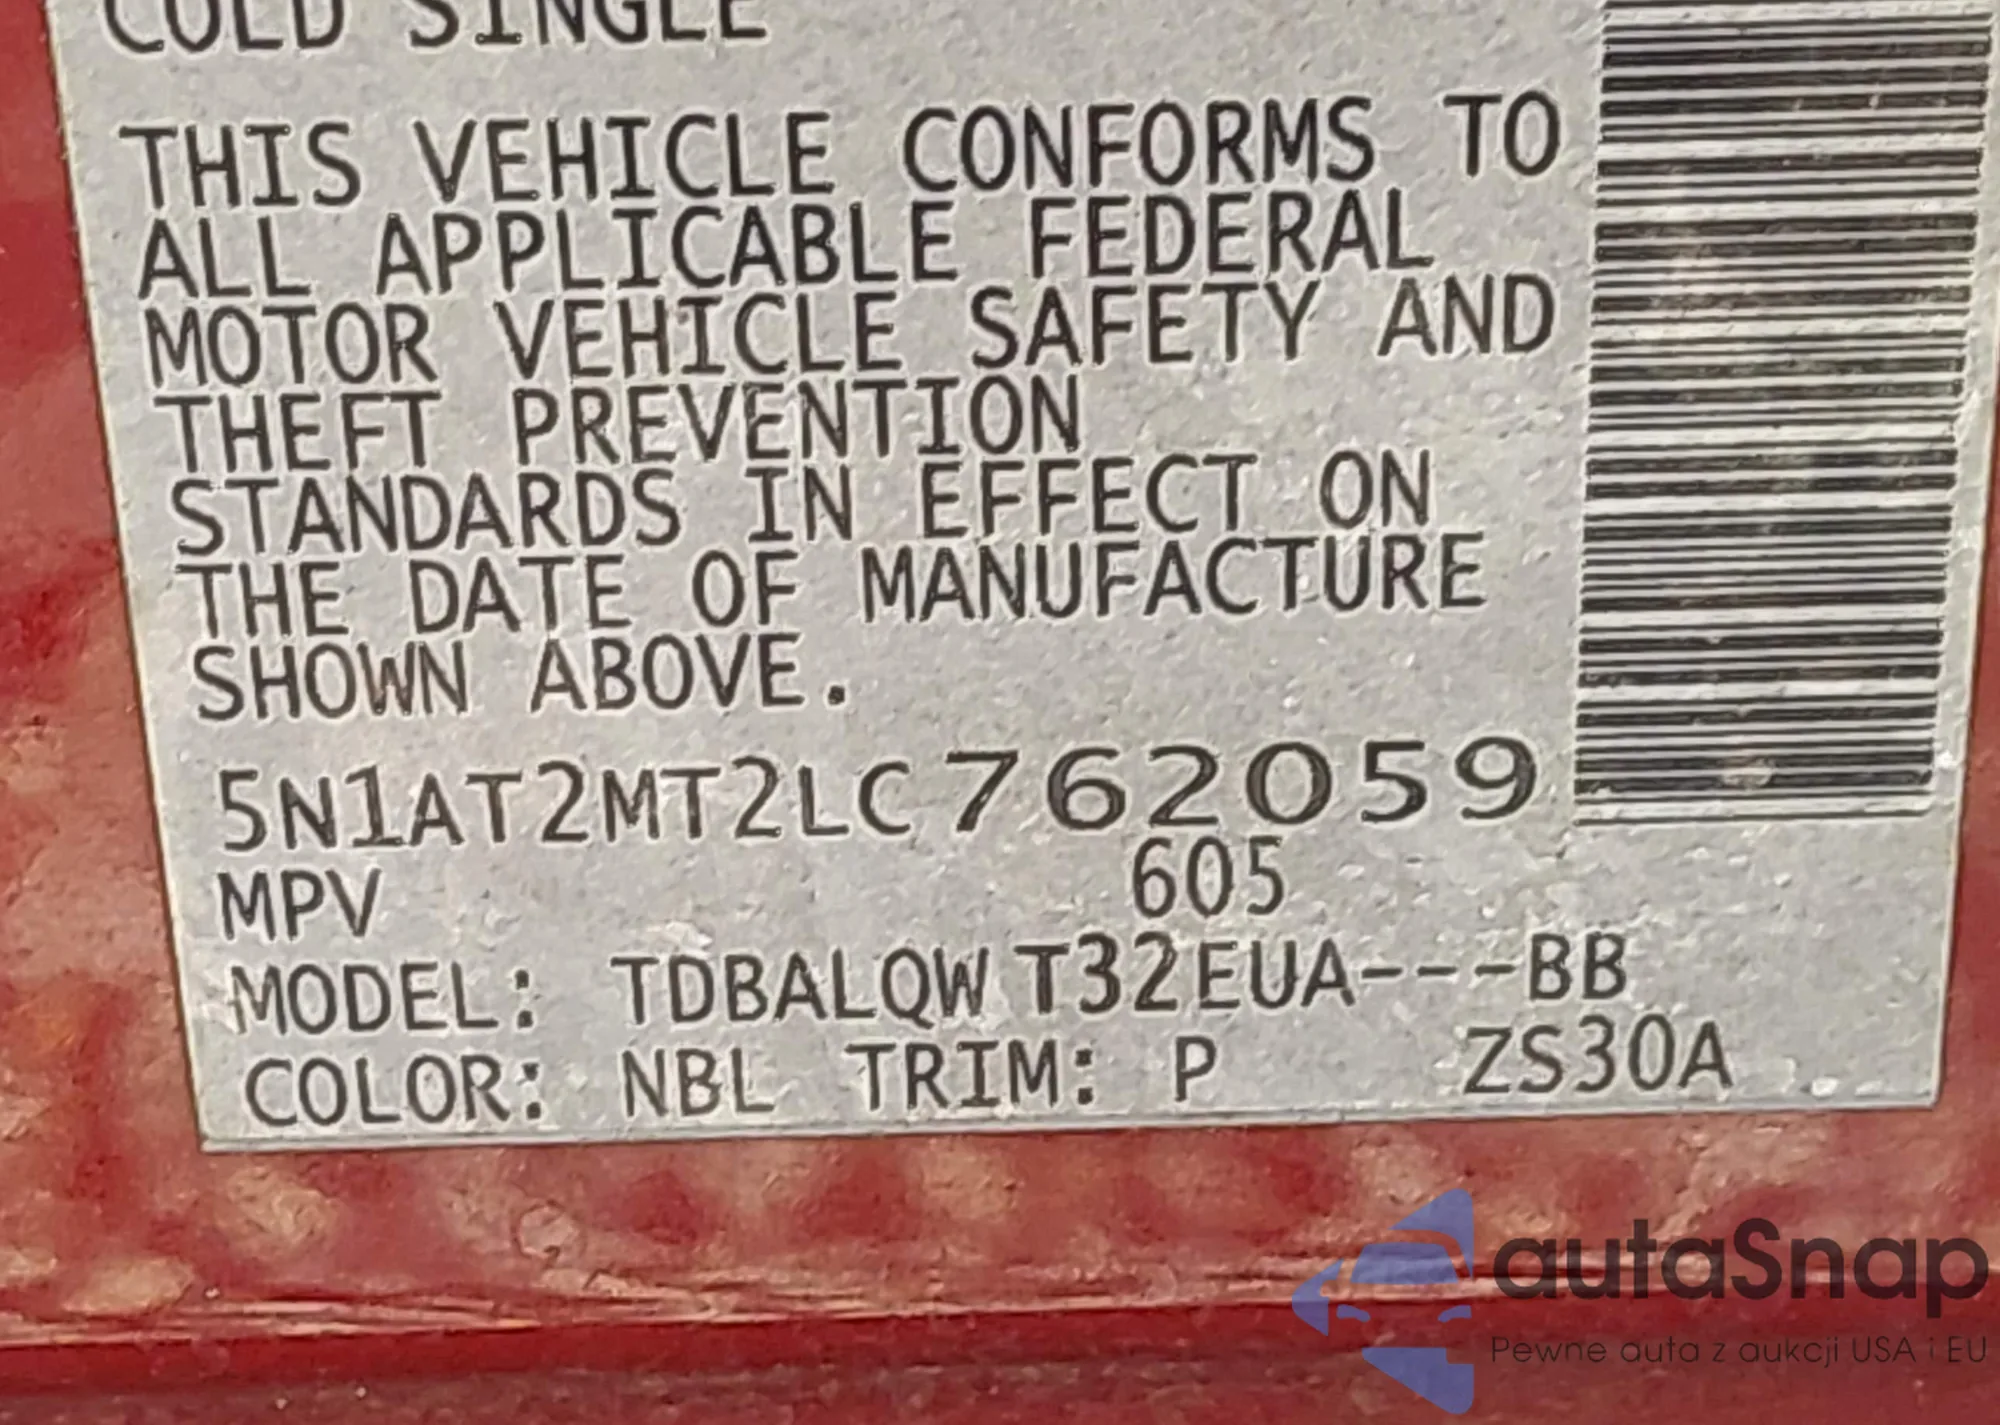 COLD SINGLE
THIS VEHICLE CONFORMS TO
ALL APPLICABLE FEDERAL
MOTOR VEHICLE SAFETY AND
THEFT PREVENTION
STANDARDS IN EFFECT ON
THE DATE OF MANUFACTURE
SHOWN ABOVE.
5N1AT2MT2LC762059
MPV 605
MODEL: TDBALQW T32EUA---BB
COLOR: NBL TRIM: P ZS30A
autaSnap
Pewne auta z aukcji USA i EU